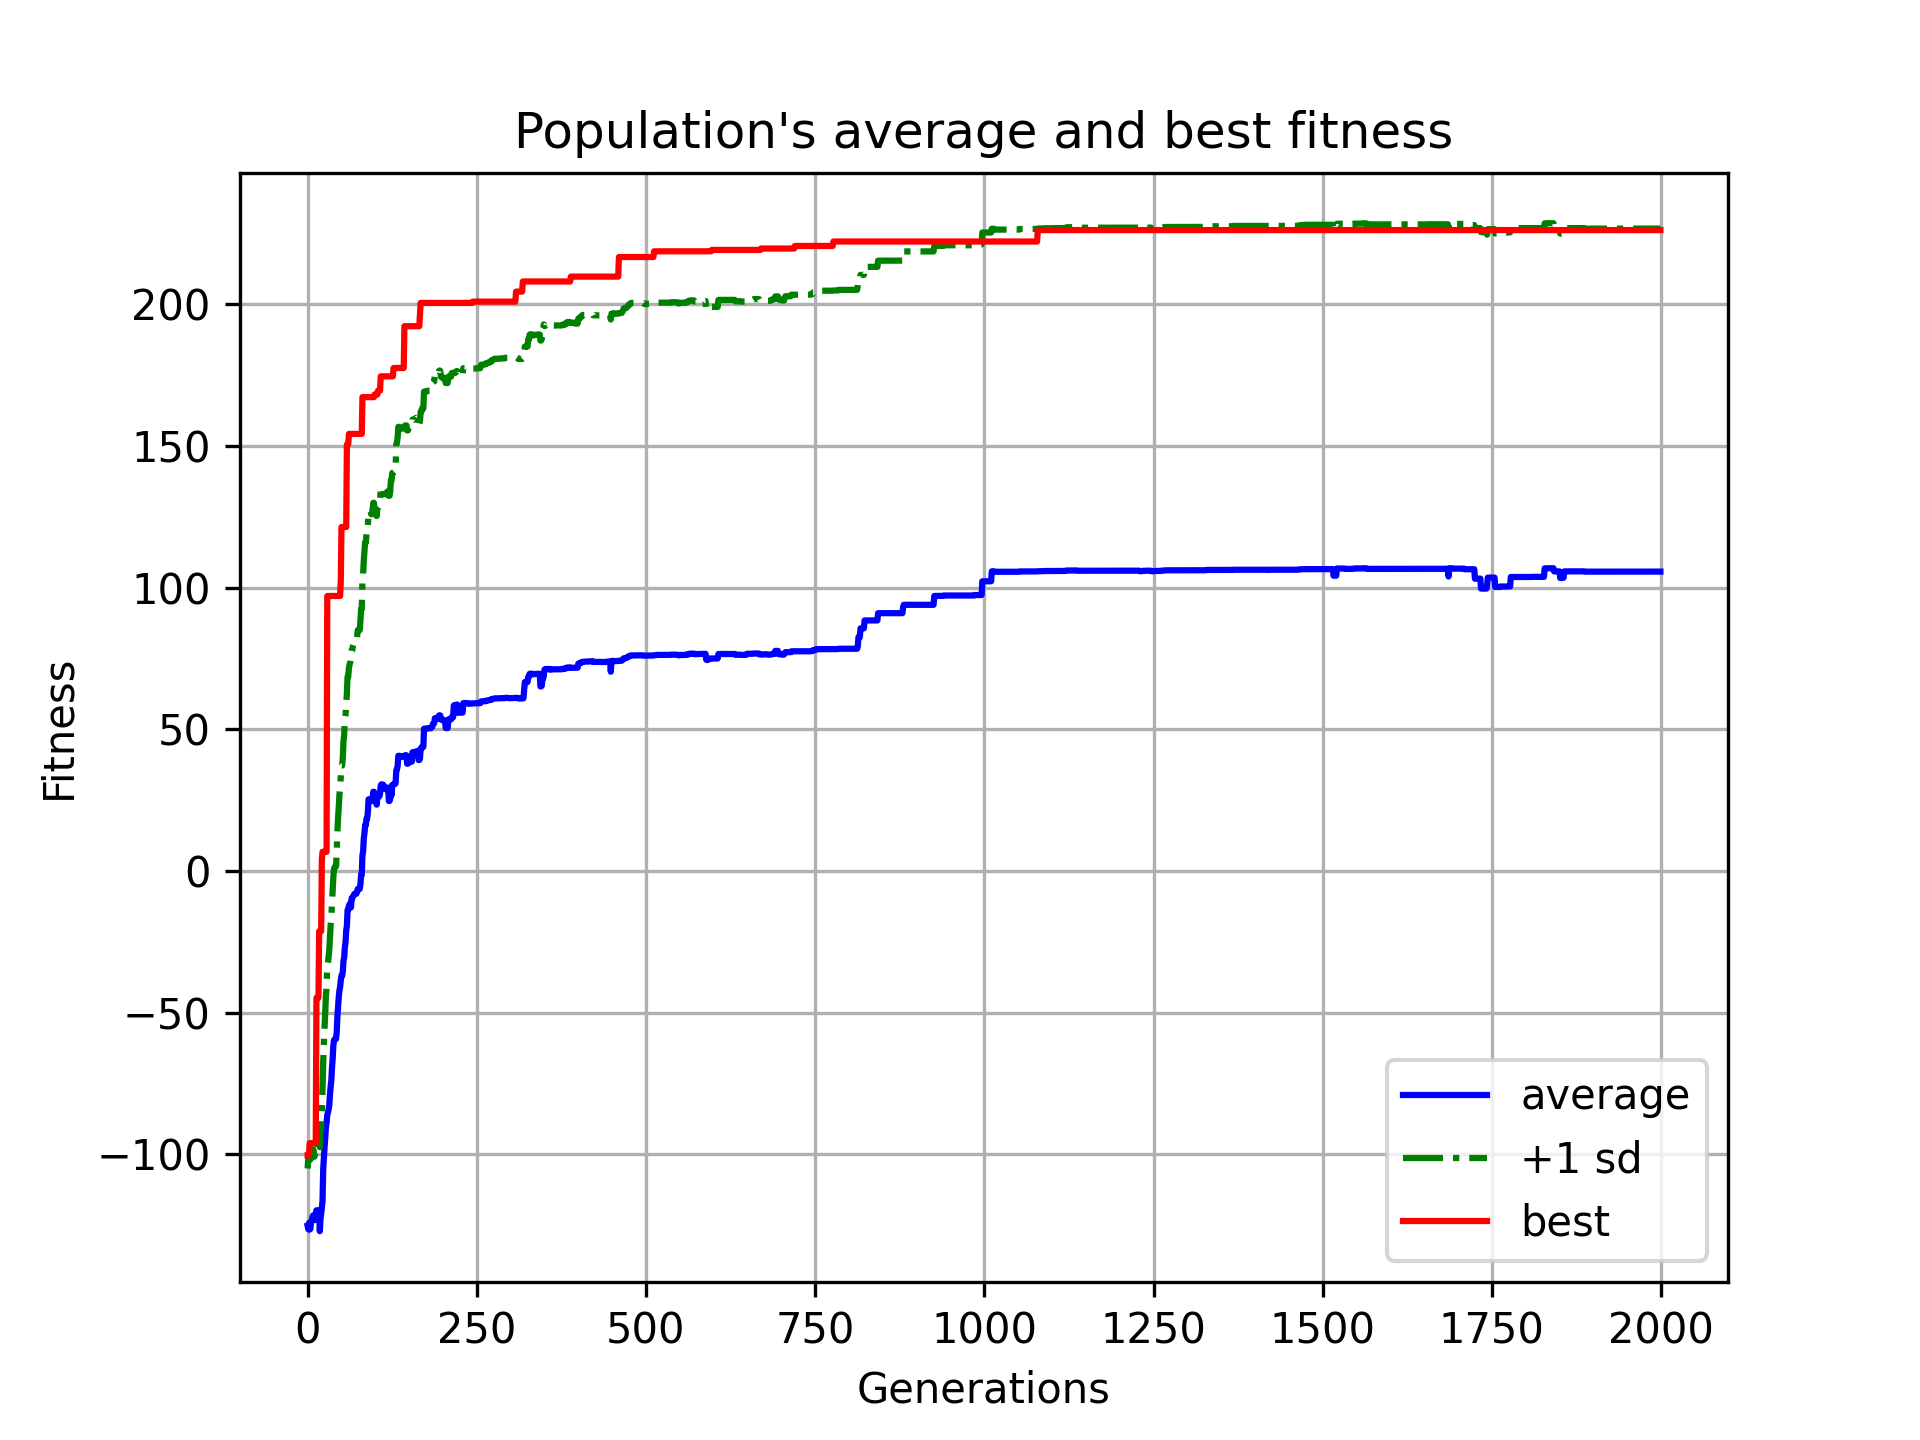 Population's average and best fitness
Fitness
200
150
100
50
0
−50
−100
0 250 500 750 1000 1250 1500 1750 2000
Generations
average
+1 sd
best